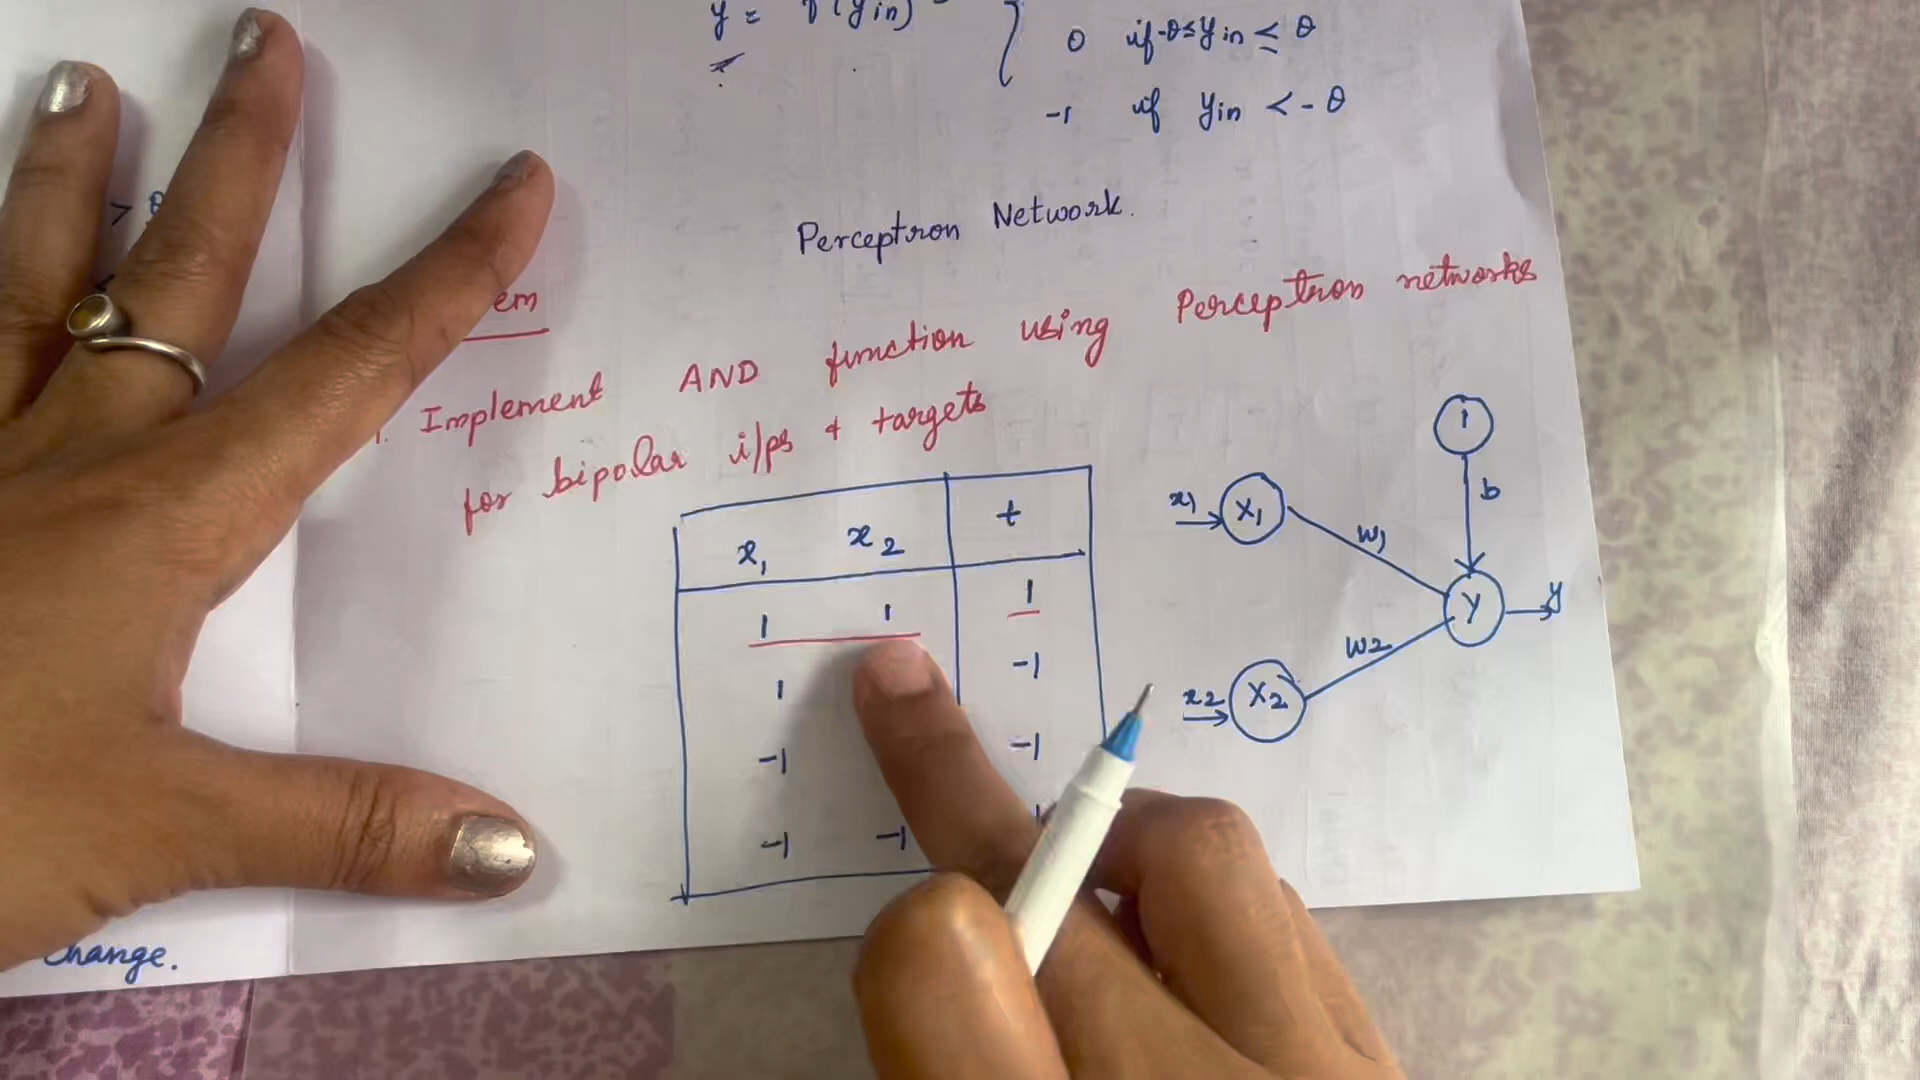 y = f(yin)
0 if -θ≤yin ≤ θ
-1 if yin < - θ
> θ
Perceptron Network.
em
1. Implement AND function using Perceptron networks
for bipolar i/ps & targets
x1 x2 t
1 1 1
1 -1
-1 -1
-1 -1
1
b
x1 X1
w1
Y y
w2
x2 X2
change.